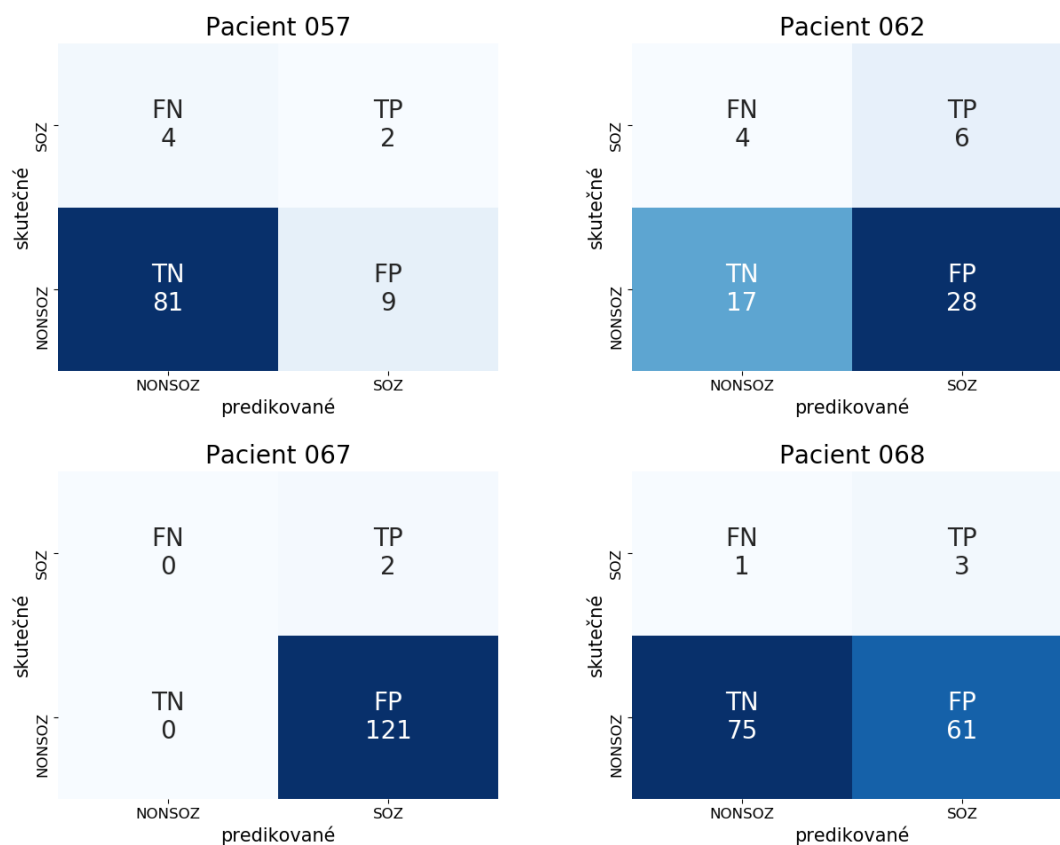 Pacient 057
FN
4
TP
2
TN
81
FP
9
SOZ
NONSOZ
skutečné
NONSOZ
SOZ
predikované
Pacient 062
FN
4
TP
6
TN
17
FP
28
SOZ
NONSOZ
skutečné
NONSOZ
SOZ
predikované
Pacient 067
FN
0
TP
2
TN
0
FP
121
SOZ
NONSOZ
skutečné
NONSOZ
SOZ
predikované
Pacient 068
FN
1
TP
3
TN
75
FP
61
SOZ
NONSOZ
skutečné
NONSOZ
SOZ
predikované